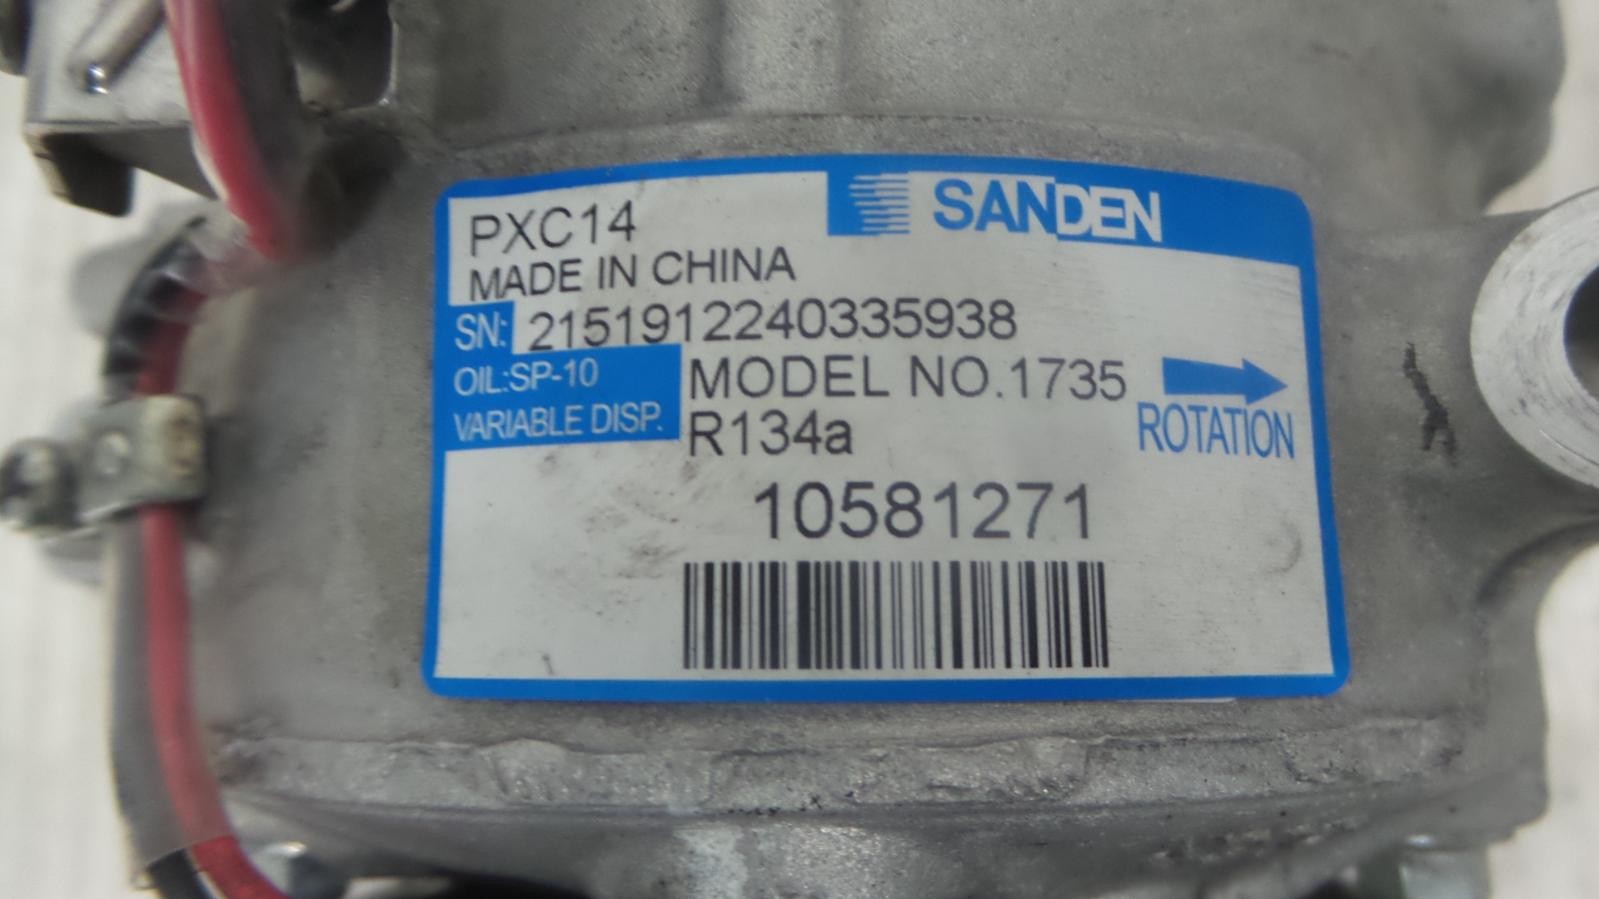 SANDEN
PXC14
MADE IN CHINA
SN: 2151912240335938
OIL:SP-10
MODEL NO.1735
VARIABLE DISP.
R134a
ROTATION
10581271